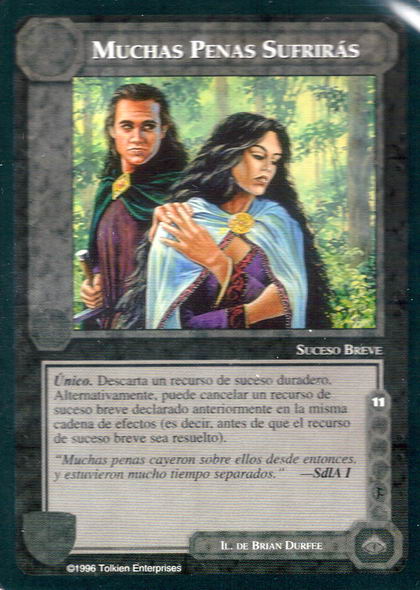 MUCHAS PENAS SUFRIRÁS
SUCESO BREVE
Único. Descarta un recurso de suceso duradero.
Alternativamente, puede cancelar un recurso de
suceso breve declarado anteriormente en la misma
cadena de efectos (es decir, antes de que el recurso
de suceso breve sea resuelto).
11
"Muchas penas cayeron sobre ellos desde entonces,
y estuvieron mucho tiempo separados." —SdlA I
IL. DE BRIAN DURFEE
©1996 Tolkien Enterprises